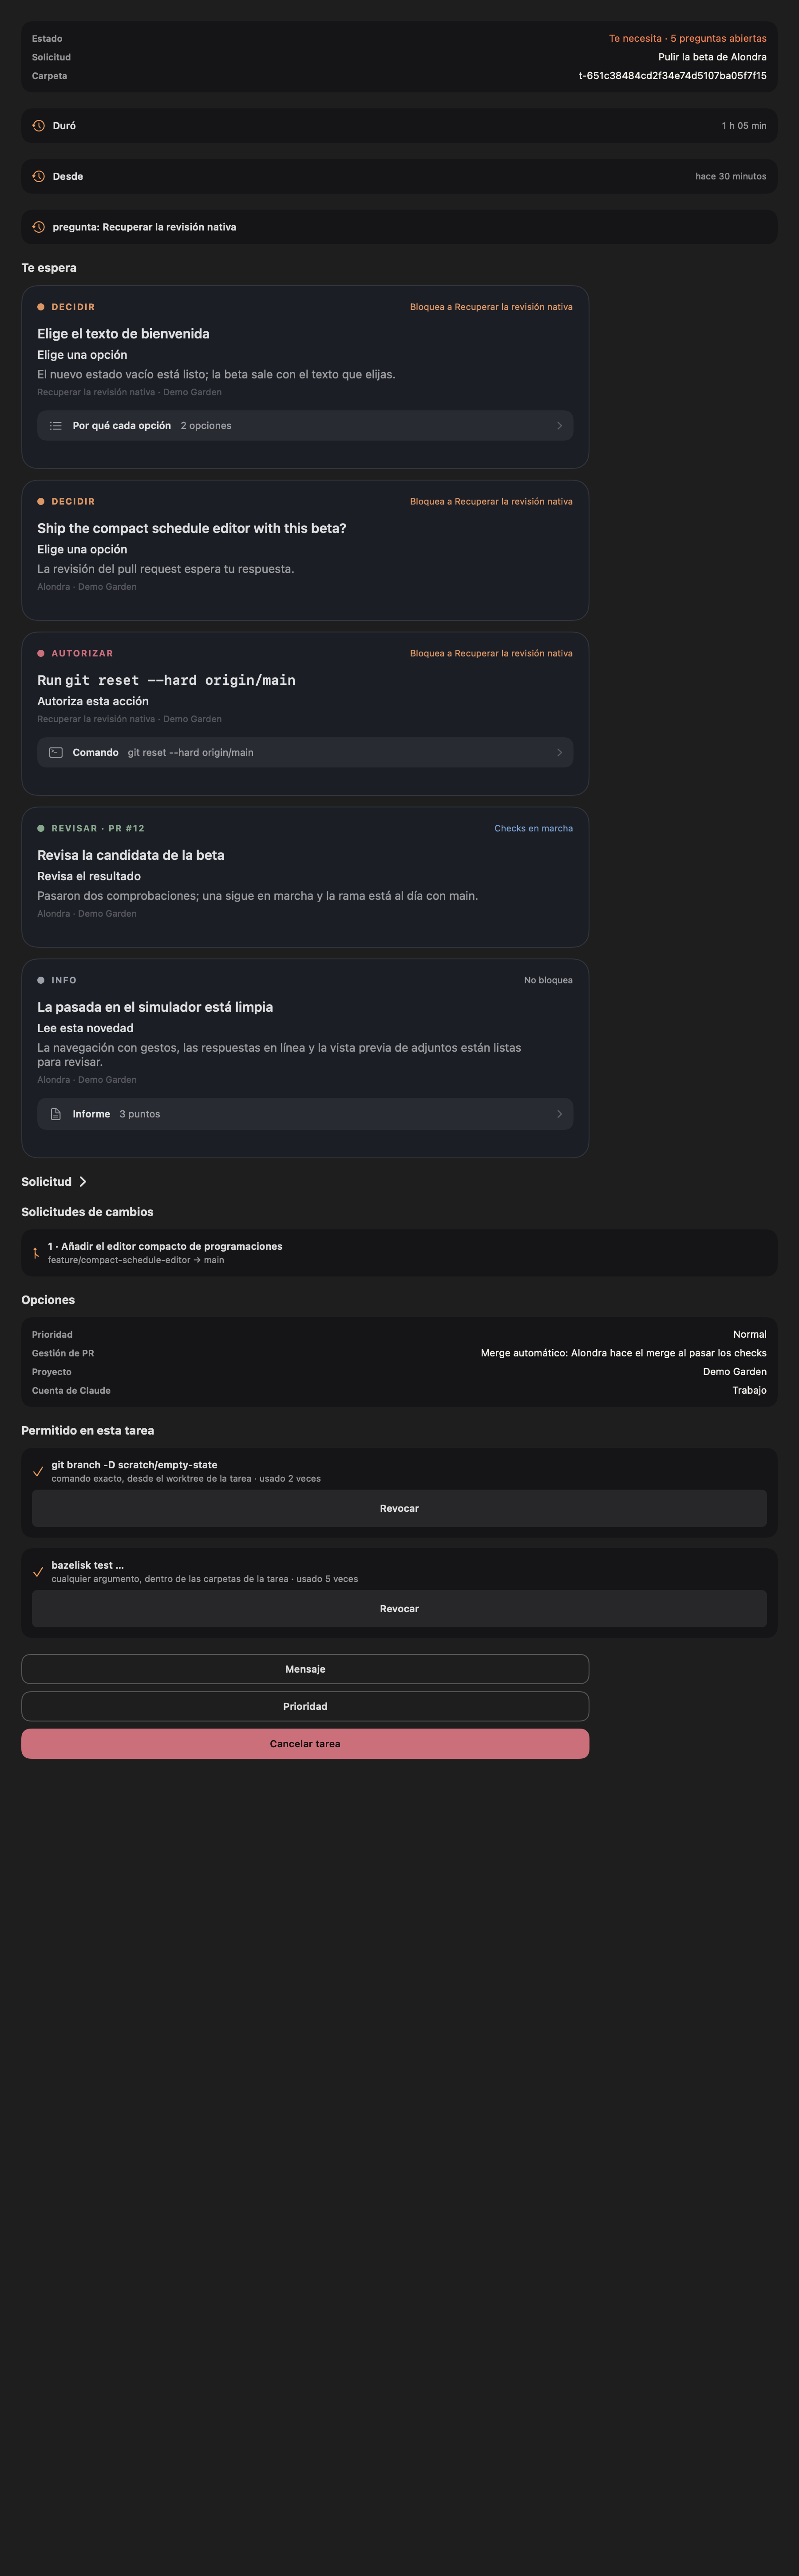 Estado Te necesita · 5 preguntas abiertas
Solicitud Pulir la beta de Alondra
Carpeta t-651c38484cd2f34e74d5107ba05f7f15
Duró 1 h 05 min
Desde hace 30 minutos
pregunta: Recuperar la revisión nativa
Te espera
DECIDIR Bloquea a Recuperar la revisión nativa
Elige el texto de bienvenida
Elige una opción
El nuevo estado vacío está listo; la beta sale con el texto que elijas.
Recuperar la revisión nativa · Demo Garden
Por qué cada opción 2 opciones
DECIDIR Bloquea a Recuperar la revisión nativa
Ship the compact schedule editor with this beta?
Elige una opción
La revisión del pull request espera tu respuesta.
Alondra · Demo Garden
AUTORIZAR Bloquea a Recuperar la revisión nativa
Run git reset --hard origin/main
Autoriza esta acción
Recuperar la revisión nativa · Demo Garden
Comando git reset --hard origin/main
REVISAR · PR #12 Checks en marcha
Revisa la candidata de la beta
Revisa el resultado
Pasaron dos comprobaciones; una sigue en marcha y la rama está al día con main.
Alondra · Demo Garden
INFO No bloquea
La pasada en el simulador está limpia
Lee esta novedad
La navegación con gestos, las respuestas en línea y la vista previa de adjuntos están listas
para revisar.
Alondra · Demo Garden
Informe 3 puntos
Solicitud
Solicitudes de cambios
1 · Añadir el editor compacto de programaciones
feature/compact-schedule-editor → main
Opciones
Prioridad Normal
Gestión de PR Merge automático: Alondra hace el merge al pasar los checks
Proyecto Demo Garden
Cuenta de Claude Trabajo
Permitido en esta tarea
git branch -D scratch/empty-state
comando exacto, desde el worktree de la tarea · usado 2 veces
Revocar
bazelisk test ...
cualquier argumento, dentro de las carpetas de la tarea · usado 5 veces
Revocar
Mensaje
Prioridad
Cancelar tarea